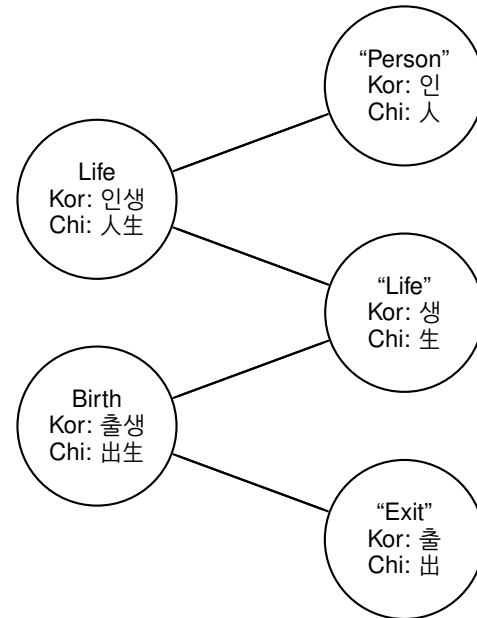 “Person”
Kor: 인
Chi: 人
Life
Kor: 인생
Chi: 人生
“Life”
Kor: 생
Chi: 生
Birth
Kor: 출생
Chi: 出生
“Exit”
Kor: 출
Chi: 出